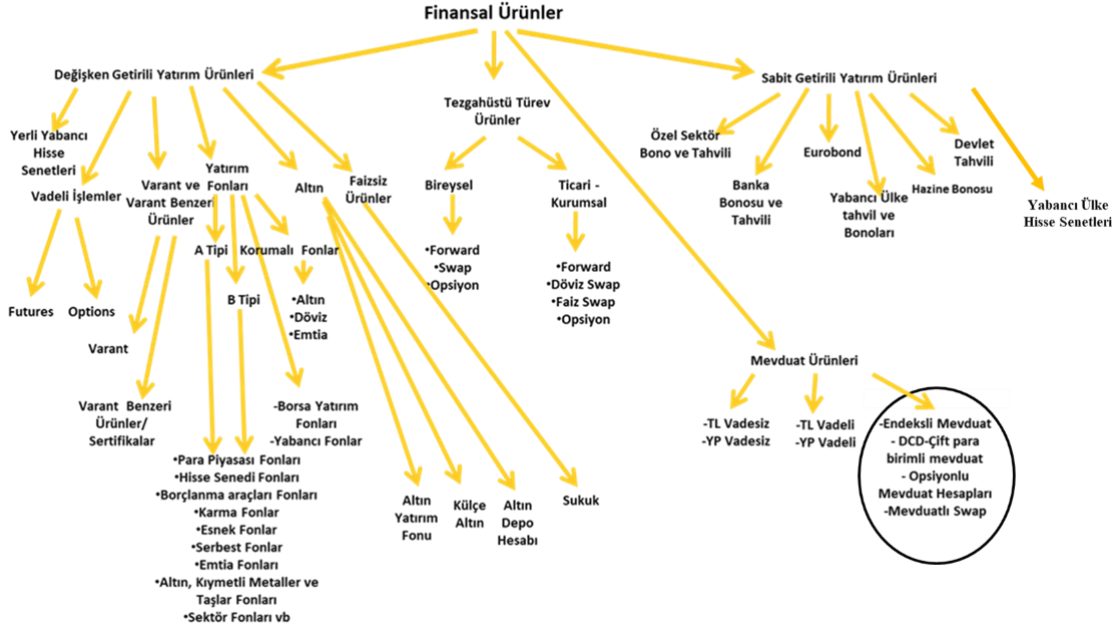 Finansal Ürünler
Değişken Getirili Yatırım Ürünleri
Yerli Yabancı
Hisse
Senetleri
Vadeli İşlemler
Futures
Options
Varant ve
Varant Benzeri
Ürünler
Varant
Varant Benzeri
Ürünler/
Sertifikalar
Yatırım
Fonları
A Tipi
B Tipi
Korumalı Fonlar
•Altın
•Döviz
•Emtia
-Borsa Yatırım
Fonları
-Yabancı Fonlar
•Para Piyasası Fonları
•Hisse Senedi Fonları
•Borçlanma araçları Fonları
•Karma Fonlar
•Esnek Fonlar
•Serbest Fonlar
•Emtia Fonları
•Altın, Kıymetli Metaller ve
Taşlar Fonları
•Sektör Fonları vb
Altın
Altın
Yatırım
Fonu
Külçe
Altın
Altın
Depo
Hesabı
Faizsiz
Ürünler
Sukuk
Tezgahüstü Türev
Ürünler
Bireysel
•Forward
•Swap
•Opsiyon
Ticari -
Kurumsal
•Forward
•Döviz Swap
•Faiz Swap
•Opsiyon
Mevduat Ürünleri
-TL Vadesiz
-YP Vadesiz
-TL Vadeli
-YP Vadeli
-Endeksli Mevduat
- DCD-Çift para
birimli mevduat
- Opsiyonlu
Mevduat Hesapları
-Mevduatlı Swap
Sabit Getirili Yatırım Ürünleri
Özel Sektör
Bono ve Tahvili
Banka
Bonosu ve
Tahvili
Eurobond
Yabancı Ülke
tahvil ve
Bonoları
Hazine Bonosu
Devlet
Tahvili
Yabancı Ülke
Hisse Senetleri